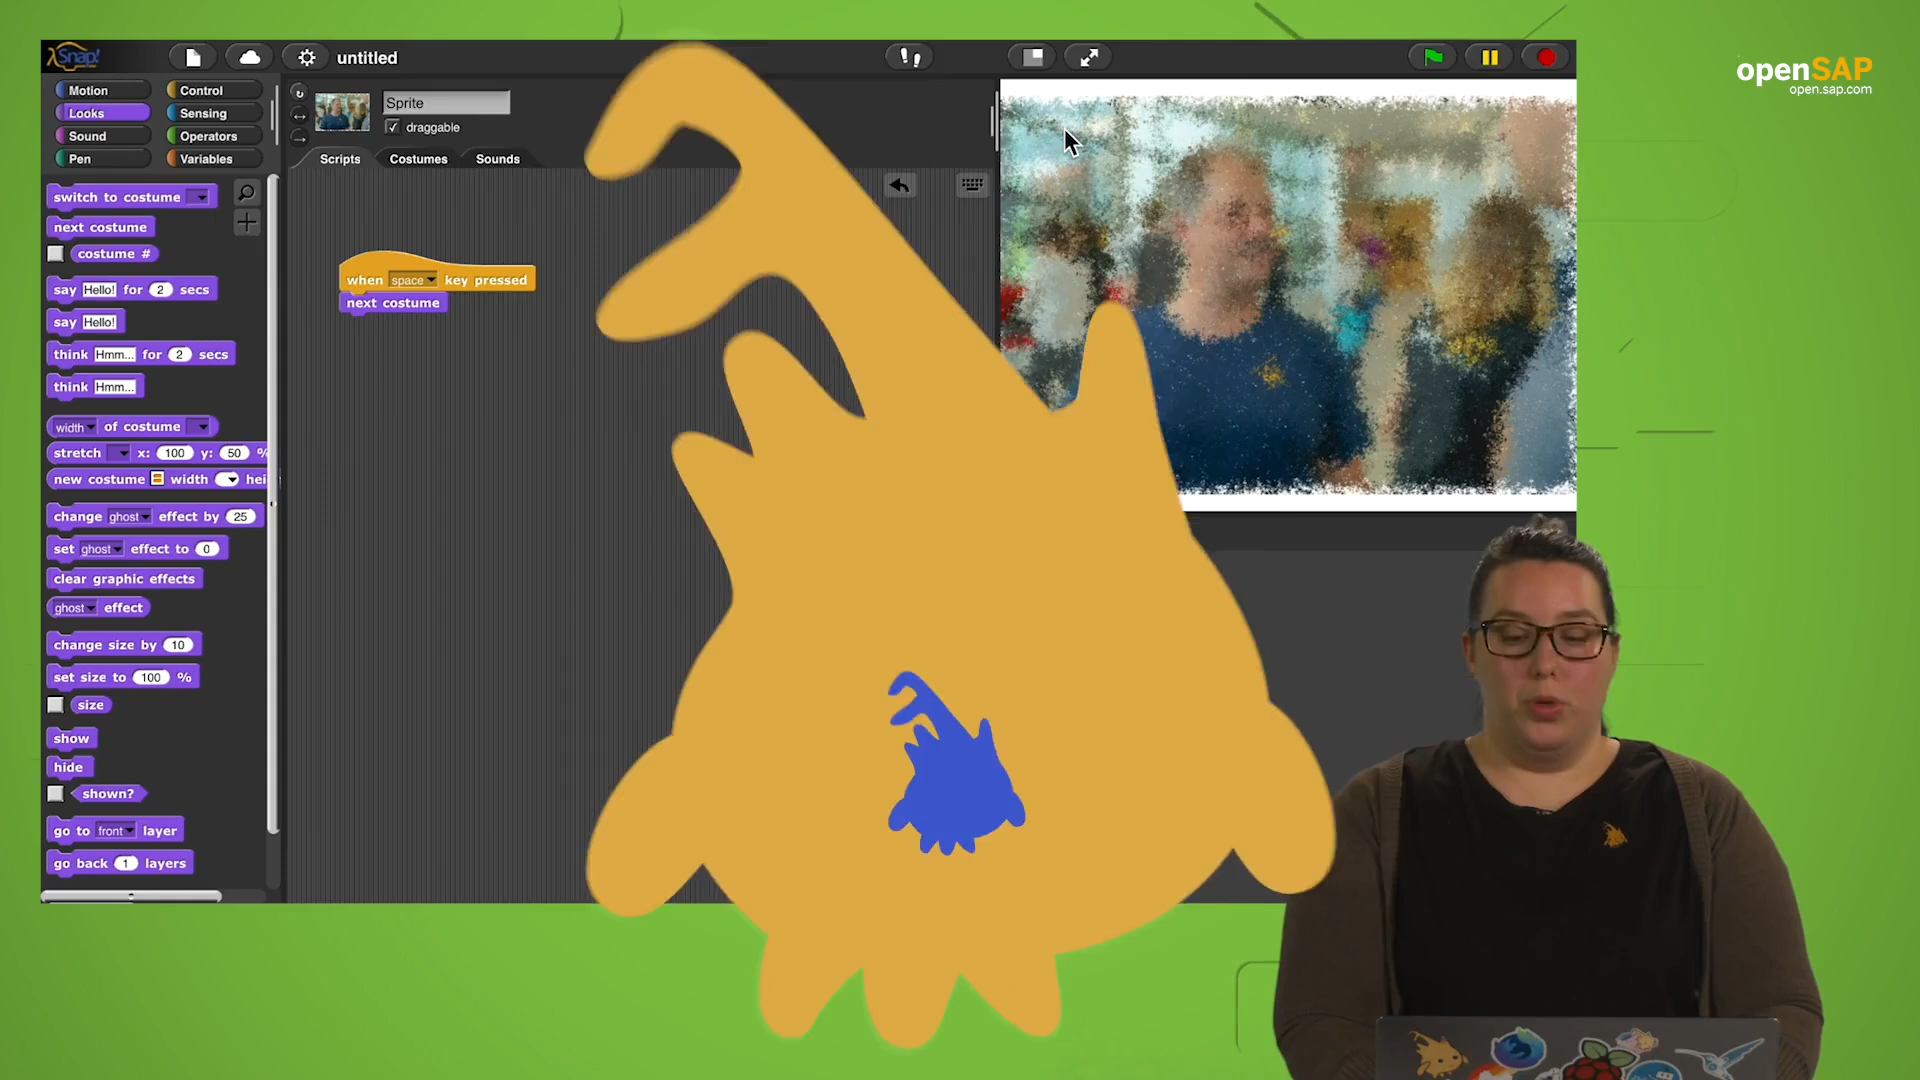 openSAP
open.sap.com
Snap!
untitled
Motion
Control
Looks
Sensing
Sound
Operators
Pen
Variables
Sprite
draggable
Scripts
Costumes
Sounds
switch to costume
next costume
costume #
say Hello! for 2 secs
say Hello!
think Hmm... for 2 secs
think Hmm...
width of costume
stretch x: 100 y: 50 %
new costume width hei
change ghost effect by 25
set ghost effect to 0
clear graphic effects
ghost effect
change size by 10
set size to 100 %
size
show
hide
shown?
go to front layer
go back 1 layers
when space key pressed
next costume